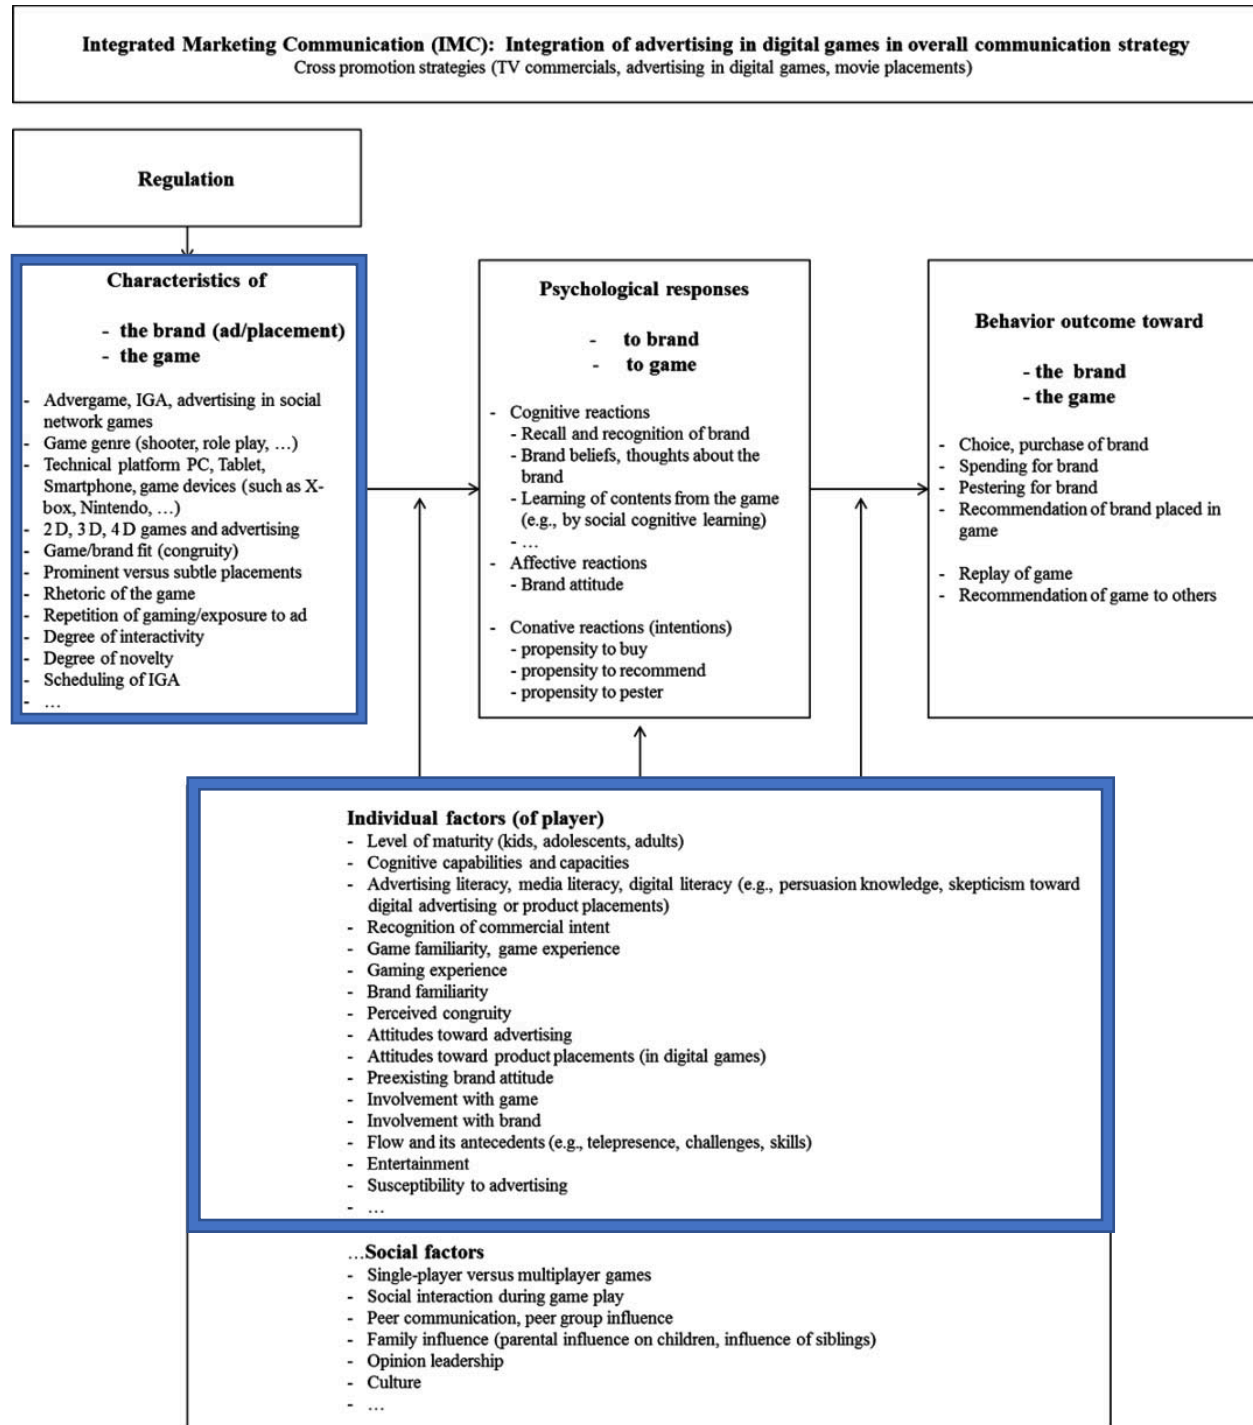 Integrated Marketing Communication (IMC): Integration of advertising in digital games in overall communication strategy
Cross promotion strategies (TV commercials, advertising in digital games, movie placements)
Regulation
Characteristics of
- the brand (ad/placement)
- the game
- Advergame, IGA, advertising in social
network games
- Game genre (shooter, role play, …)
- Technical platform PC, Tablet,
Smartphone, game devices (such as X-
box, Nintendo, …)
- 2 D, 3 D, 4 D games and advertising
- Game/brand fit (congruity)
- Prominent versus subtle placements
- Rhetoric of the game
- Repetition of gaming/exposure to ad
- Degree of interactivity
- Degree of novelty
- Scheduling of IGA
- …
Psychological responses
- to brand
- to game
- Cognitive reactions
- Recall and recognition of brand
- Brand beliefs, thoughts about the
brand
- Learning of contents from the game
(e.g., by social cognitive learning)
- …
- Affective reactions
- Brand attitude
- Conative reactions (intentions)
- propensity to buy
- propensity to recommend
- propensity to pester
Behavior outcome toward
- the brand
- the game
- Choice, purchase of brand
- Spending for brand
- Pestering for brand
- Recommendation of brand placed in
game
- Replay of game
- Recommendation of game to others
Individual factors (of player)
- Level of maturity (kids, adolescents, adults)
- Cognitive capabilities and capacities
- Advertising literacy, media literacy, digital literacy (e.g., persuasion knowledge, skepticism toward
digital advertising or product placements)
- Recognition of commercial intent
- Game familiarity, game experience
- Gaming experience
- Brand familiarity
- Perceived congruity
- Attitudes toward advertising
- Attitudes toward product placements (in digital games)
- Preexisting brand attitude
- Involvement with game
- Involvement with brand
- Flow and its antecedents (e.g., telepresence, challenges, skills)
- Entertainment
- Susceptibility to advertising
- …
…Social factors
- Single-player versus multiplayer games
- Social interaction during game play
- Peer communication, peer group influence
- Family influence (parental influence on children, influence of siblings)
- Opinion leadership
- Culture
- …